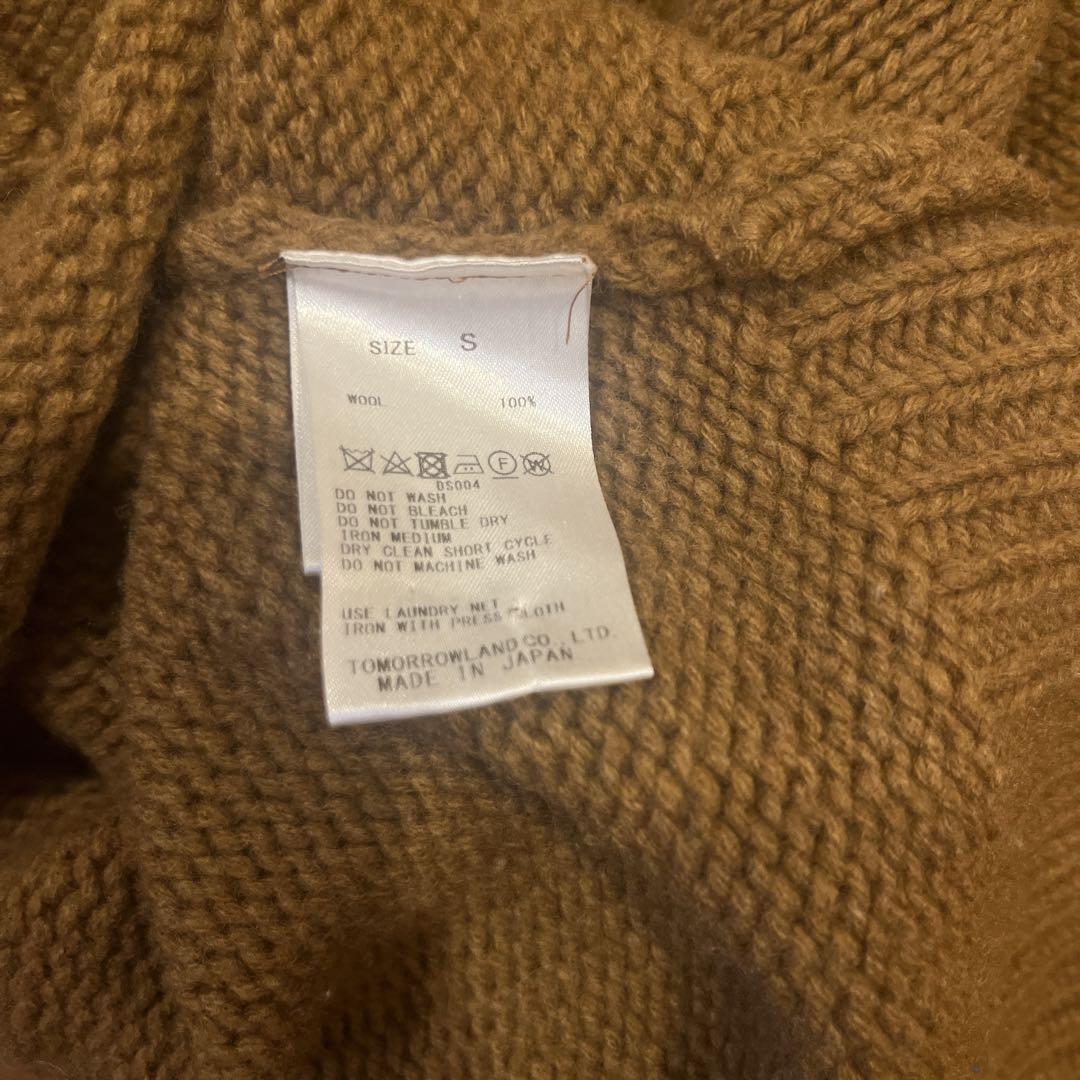 SIZE S
WOOL 100%
F W
DS004
DO NOT WASH
DO NOT BLEACH
DO NOT TUMBLE DRY
IRON MEDIUM
DRY CLEAN SHORT CYCLE
DO NOT MACHINE WASH
USE LAUNDRY NET
IRON WITH PRESS CLOTH
TOMORROWLAND CO., LTD.
MADE IN JAPAN